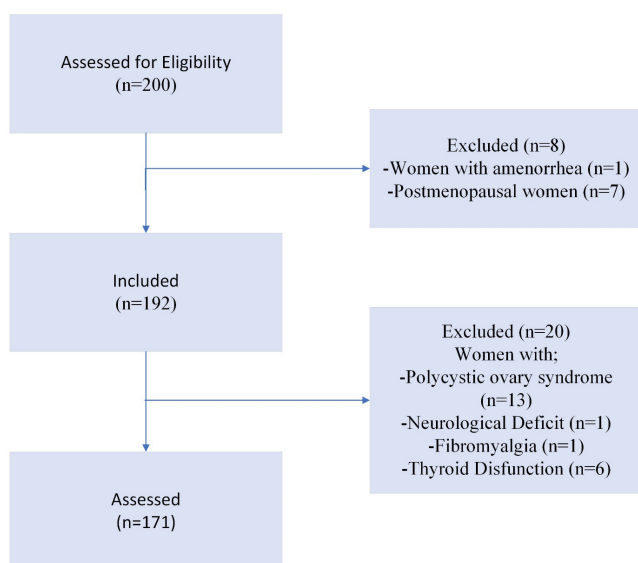 Assessed for Eligibility
(n=200)
Excluded (n=8)
-Women with amenorrhea (n=1)
-Postmenopausal women (n=7)
Included
(n=192)
Excluded (n=20)
Women with;
-Polycystic ovary syndrome
(n=13)
-Neurological Deficit (n=1)
-Fibromyalgia (n=1)
-Thyroid Disfunction (n=6)
Assessed
(n=171)